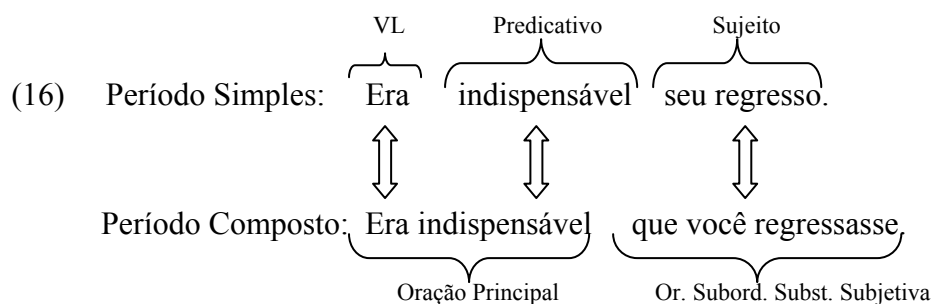 VL Predicativo Sujeito
(16) Período Simples: Era indispensável seu regresso.
Período Composto: Era indispensável que você regressasse.
Oração Principal Or. Subord. Subst. Subjetiva